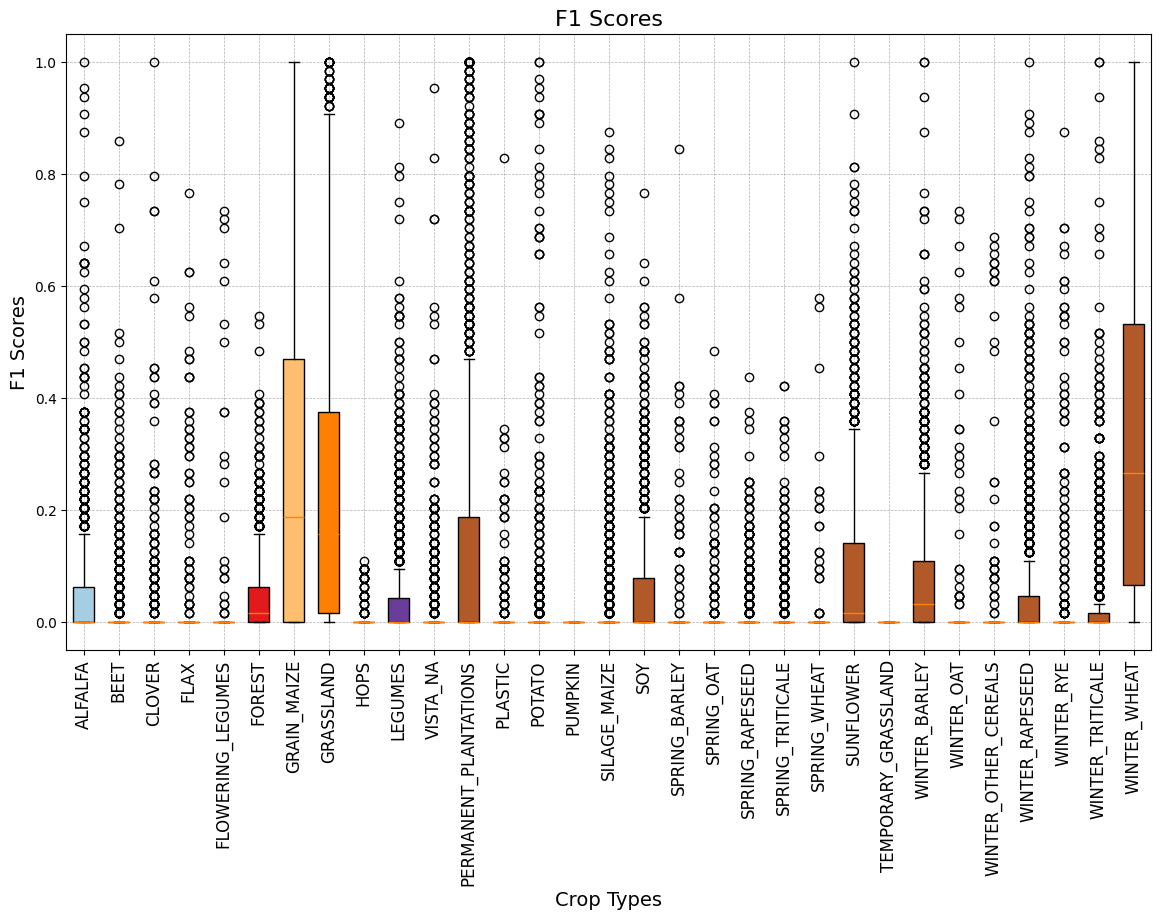 F1 Scores
F1 Scores
1.0
0.8
0.6
0.4
0.2
0.0
ALFALFA
BEET
CLOVER
FLAX
FLOWERING_LEGUMES
FOREST
GRAIN_MAIZE
GRASSLAND
HOPS
LEGUMES
VISTA_NA
PERMANENT_PLANTATIONS
PLASTIC
POTATO
PUMPKIN
SILAGE_MAIZE
SOY
SPRING_BARLEY
SPRING_OAT
SPRING_RAPESEED
SPRING_TRITICALE
SPRING_WHEAT
SUNFLOWER
TEMPORARY_GRASSLAND
WINTER_BARLEY
WINTER_OAT
WINTER_OTHER_CEREALS
WINTER_RAPESEED
WINTER_RYE
WINTER_TRITICALE
WINTER_WHEAT
Crop Types